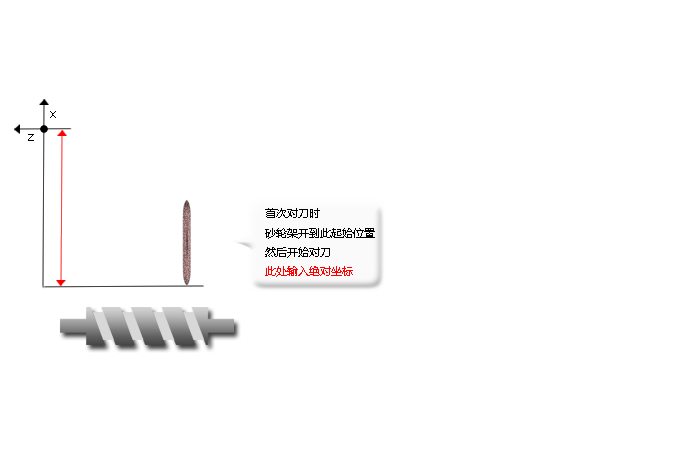 X
Z
首次对刀时
砂轮架开到此起始位置
然后开始对刀
此处输入绝对坐标